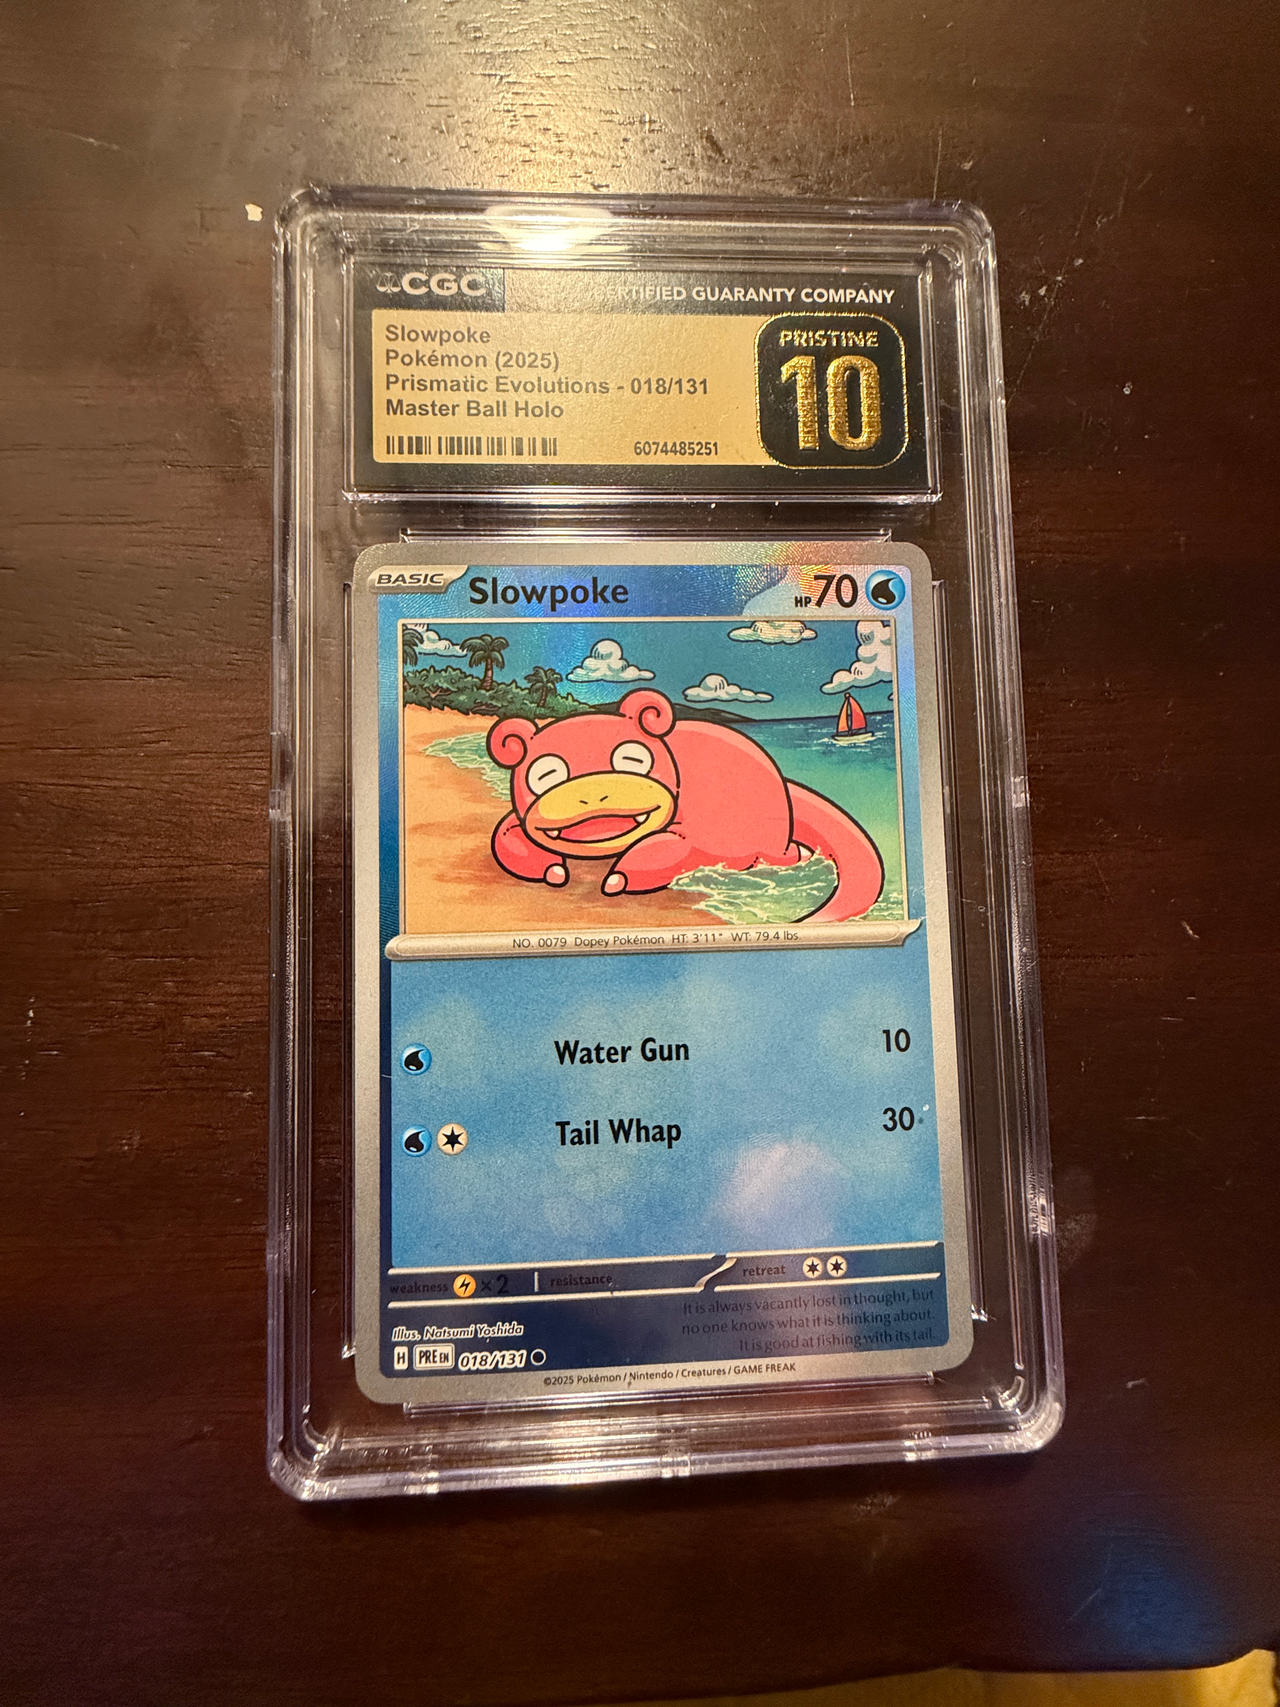 CGC
CERTIFIED GUARANTY COMPANY
Slowpoke
Pokémon (2025)
Prismatic Evolutions - 018/131
Master Ball Holo
6074485251
PRISTINE
10
BASIC
Slowpoke
HP 70
NO. 0079 Dopey Pokémon HT: 3'11" WT: 79.4 lbs.
Water Gun 10
Tail Whap 30
weakness ×2 resistance retreat
It is always vacantly lost in thought, but
no one knows what it is thinking about.
It is good at fishing with its tail.
Illus. Natsumi Yoshida
H PRE EN 018/131
©2025 Pokémon / Nintendo / Creatures / GAME FREAK